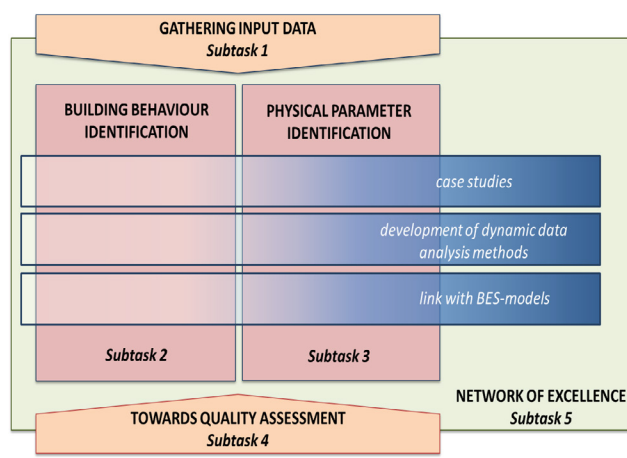 GATHERING INPUT DATA
Subtask 1
BUILDING BEHAVIOUR
IDENTIFICATION
PHYSICAL PARAMETER
IDENTIFICATION
case studies
development of dynamic data
analysis methods
link with BES-models
Subtask 2
Subtask 3
NETWORK OF EXCELLENCE
Subtask 5
TOWARDS QUALITY ASSESSMENT
Subtask 4